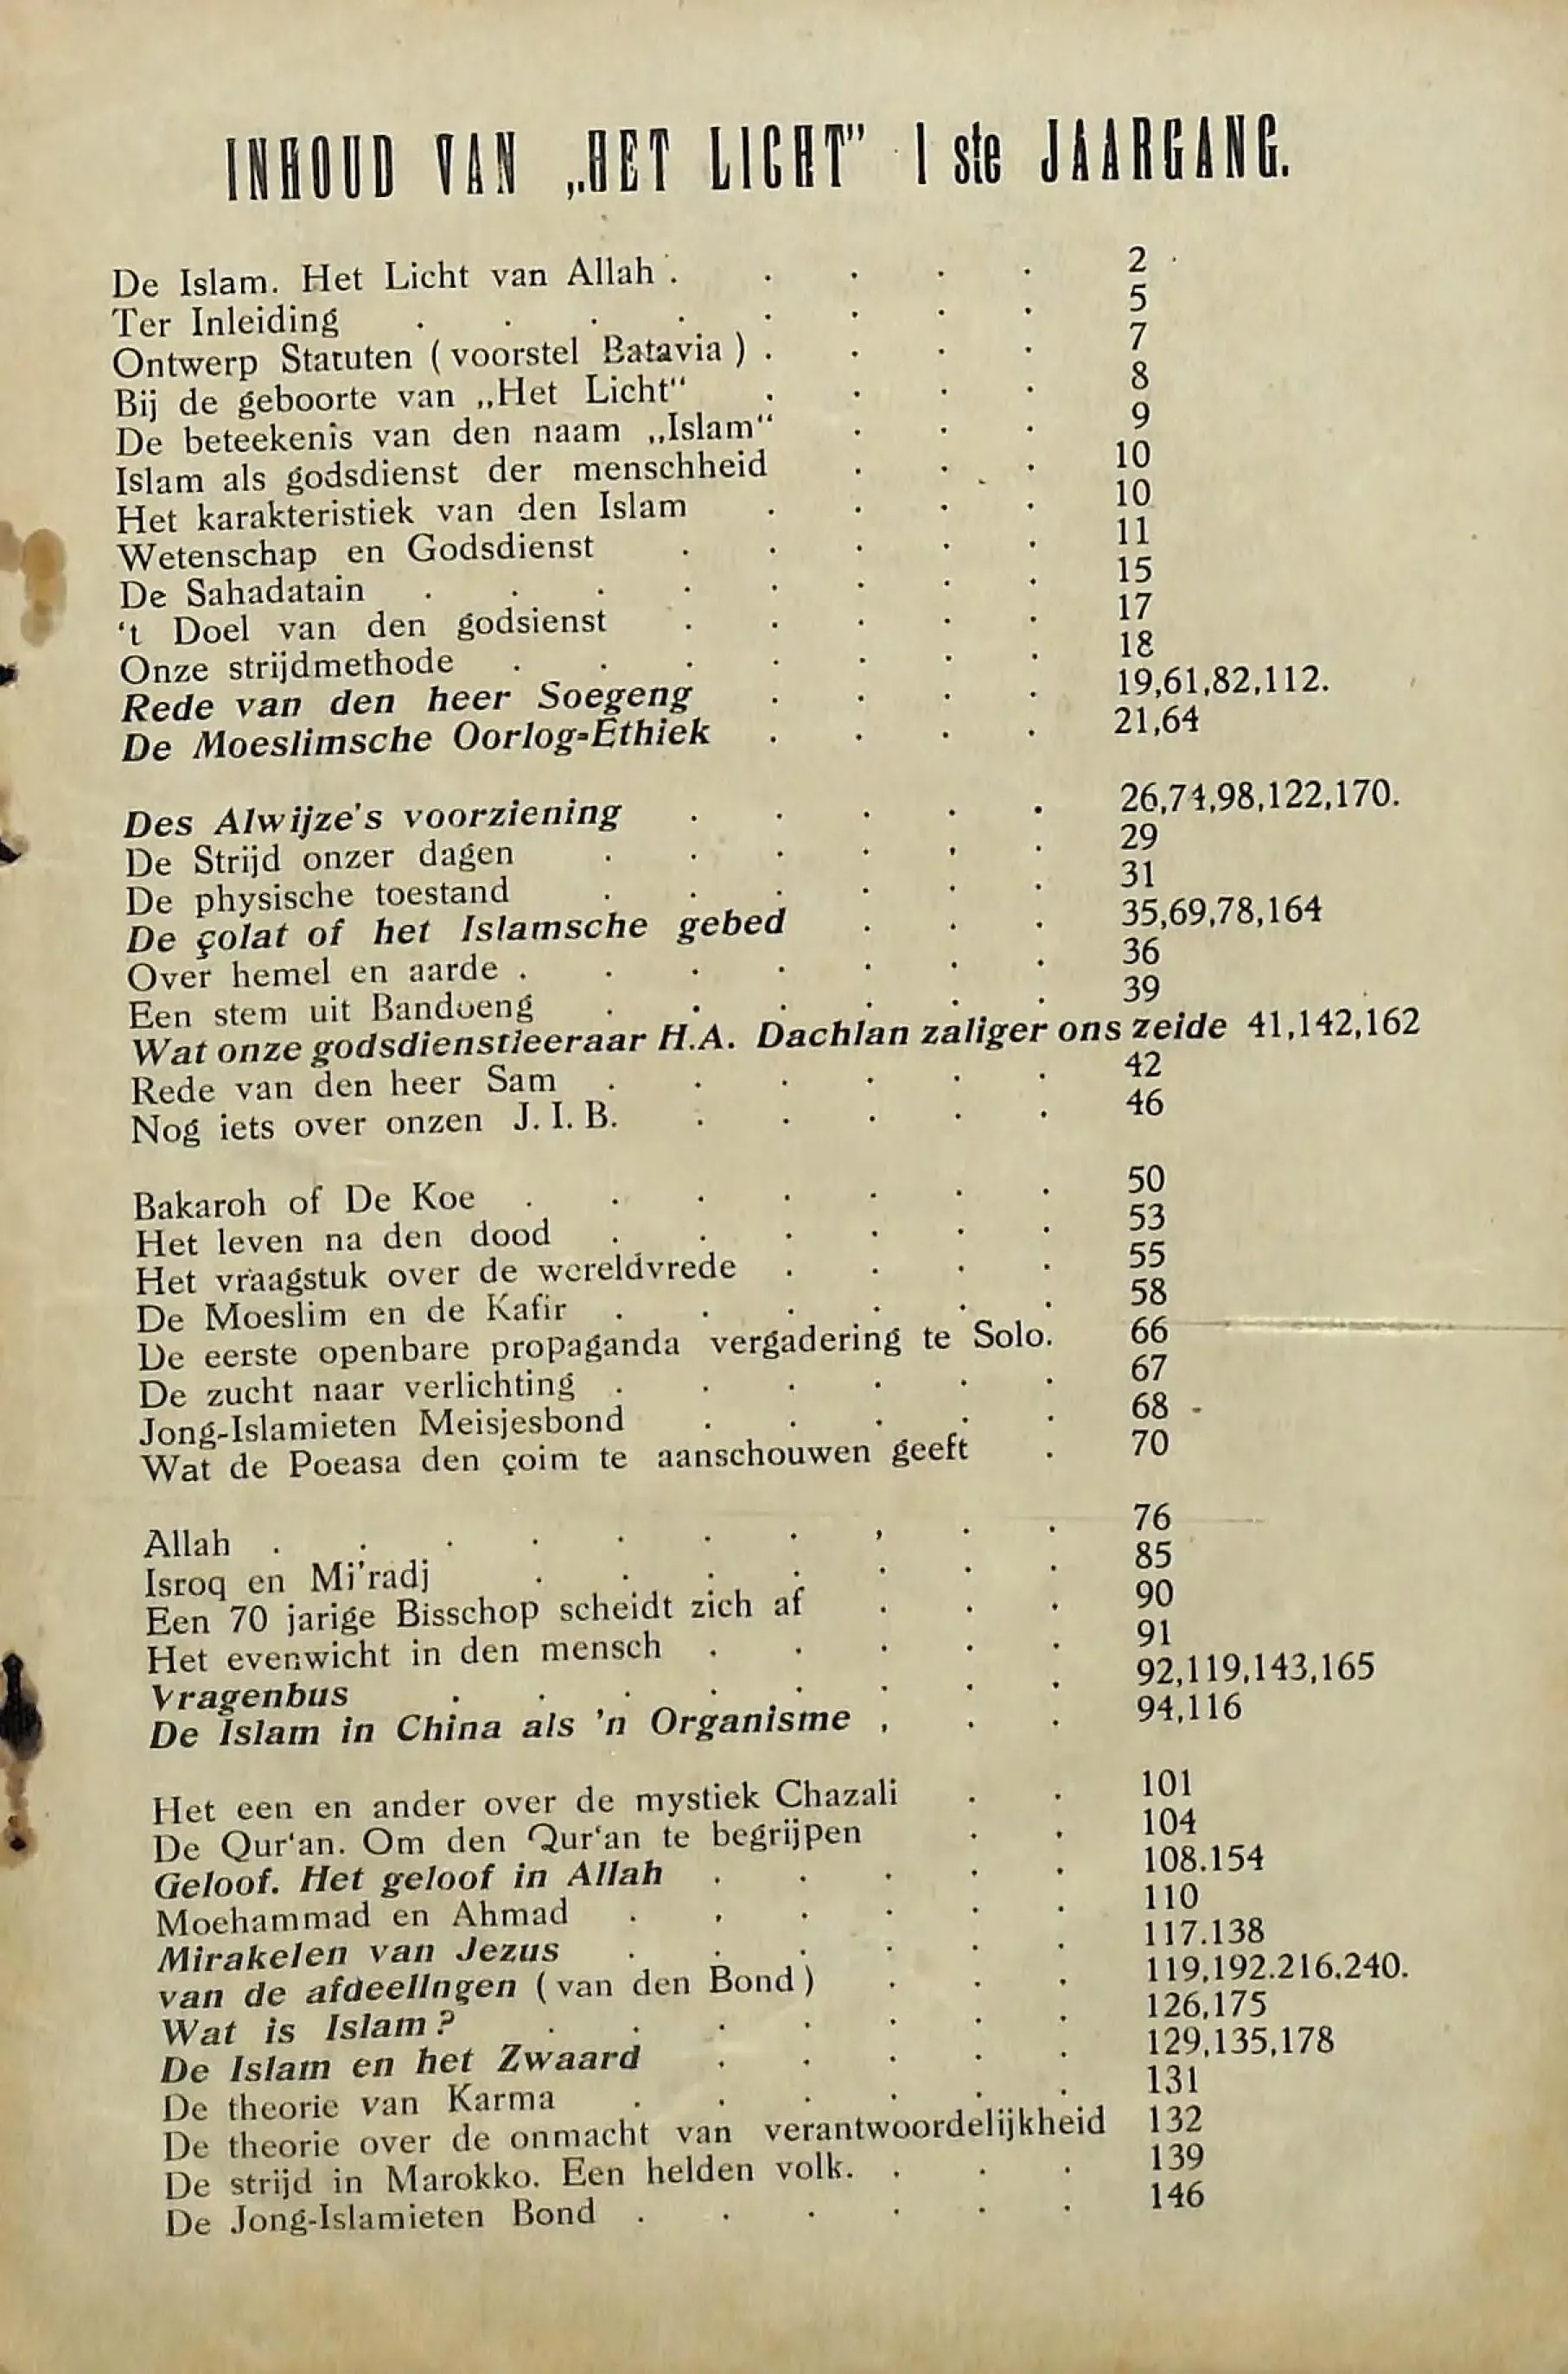 INHOUD VAN „HET LICHT” I ste JAARGANG.
De Islam. Het Licht van Allah . . . . . 2
Ter Inleiding . . . . . . . . 5
Ontwerp Statuten ( voorstel Batavia ) . . . . 7
Bij de geboorte van „Het Licht“ . . . . 8
De beteekenis van den naam „Islam“ . . . 9
Islam als godsdienst der menschheid . . . 10
Het karakteristiek van den Islam . . . . 10
Wetenschap en Godsdienst . . . . . 11
De Sahadatain . . . . . . . . 15
‘t Doel van den godsienst . . . . . 17
Onze strijdmethode . . . . . . . 18
Rede van den heer Soegeng . . . . 19,61,82,112.
De Moeslimsche Oorlog-Ethiek . . . . 21,64
Des Alwijze's voorziening . . . . . 26,74,98,122,170.
De Strijd onzer dagen . . . . . . 29
De physische toestand . . . . . . 31
De çolat of het Islamsche gebed . . . 35,69,78,164
Over hemel en aarde . . . . . . . 36
Een stem uit Bandoeng . . . . . . 39
Wat onze godsdienstleeraar H.A. Dachlan zaliger ons zeide 41,142,162
Rede van den heer Sam . . . . . . 42
Nog iets over onzen J. I. B. . . . . . 46
Bakaroh of De Koe . . . . . . . 50
Het leven na den dood . . . . . . 53
Het vraagstuk over de wereldvrede . . . . 55
De Moeslim en de Kafir . . . . . . 58
De eerste openbare propaganda vergadering te Solo. 66
De zucht naar verlichting . . . . . . 67
Jong-Islamieten Meisjesbond . . . . . 68
Wat de Poeasa den çoim te aanschouwen geeft . 70
Allah . . . . . . . . . . 76
Isroq en Mi'radj . . . . . . . 85
Een 70 jarige Bisschop scheidt zich af . . . 90
Het evenwicht in den mensch . . . . . 91
Vragenbus . . . . . . . . 92,119,143,165
De Islam in China als 'n Organisme , . . 94,116
Het een en ander over de mystiek Chazali . . 101
De Qur'an. Om den Qur'an te begrijpen . . 104
Geloof. Het geloof in Allah . . . . . 108.154
Moehammad en Ahmad . . . . . . 110
Mirakelen van Jezus . . . . . . 117.138
van de afdeellngen ( van den Bond ) . . . 119,192.216.240.
Wat is Islam ? . . . . . . . 126,175
De Islam en het Zwaard . . . . . 129,135,178
De theorie van Karma . . . . . . 131
De theorie over de onmacht van verantwoordelijkheid 132
De strijd in Marokko. Een helden volk. . . . 139
De Jong-Islamieten Bond . . . . . . 146